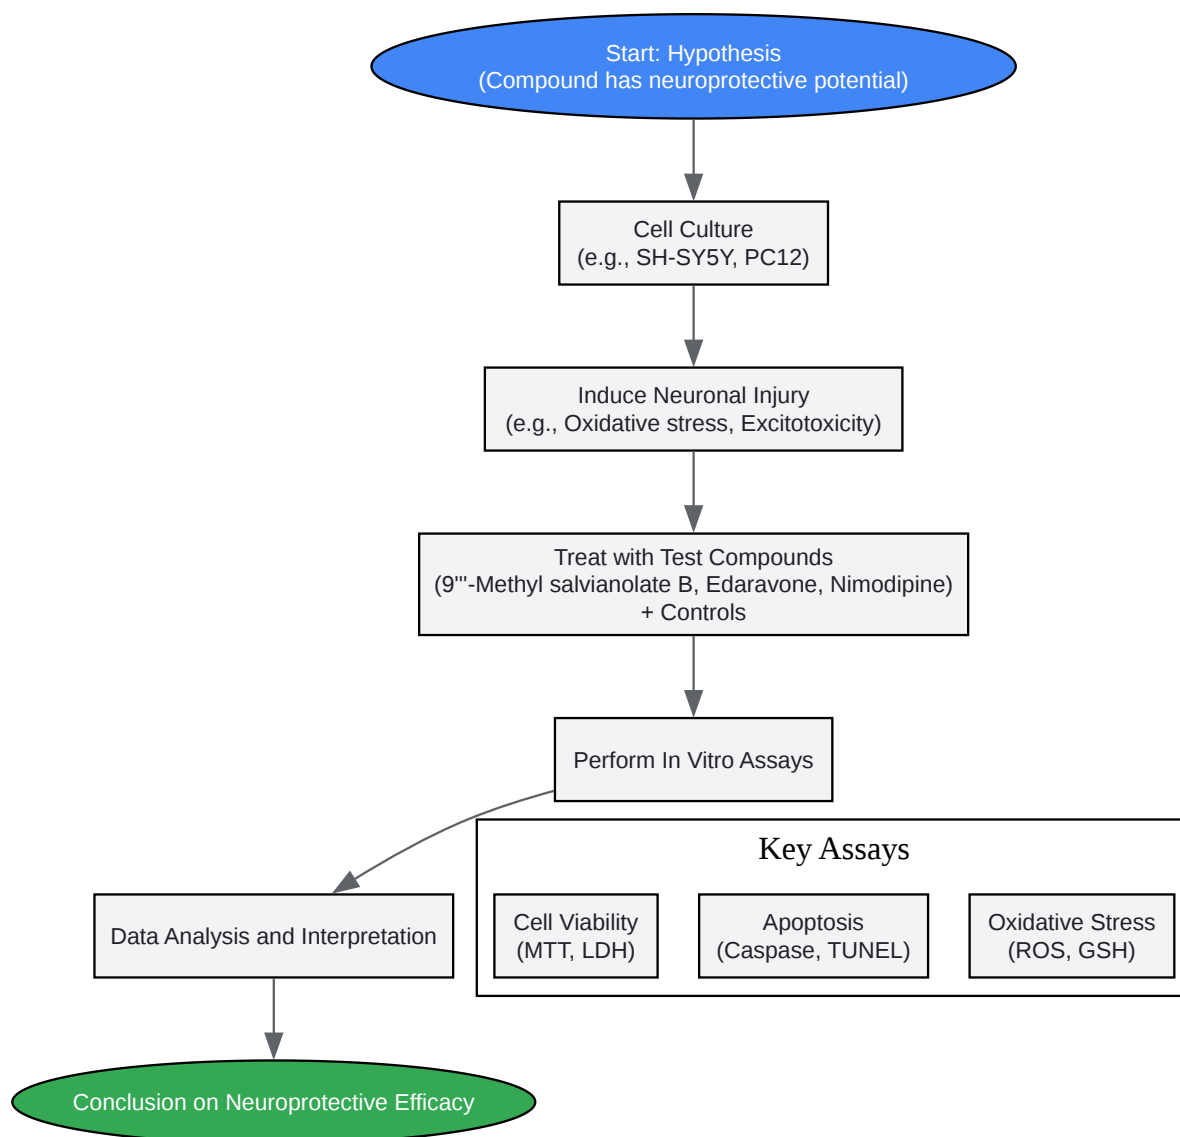 Start: Hypothesis
(Compound has neuroprotective potential)
Cell Culture
(e.g., SH-SY5Y, PC12)
Induce Neuronal Injury
(e.g., Oxidative stress, Excitotoxicity)
Treat with Test Compounds
(9'''-Methyl salvianolate B, Edaravone, Nimodipine)
+ Controls
Perform In Vitro Assays
Key Assays
Data Analysis and Interpretation
Cell Viability
(MTT, LDH)
Apoptosis
(Caspase, TUNEL)
Oxidative Stress
(ROS, GSH)
Conclusion on Neuroprotective Efficacy